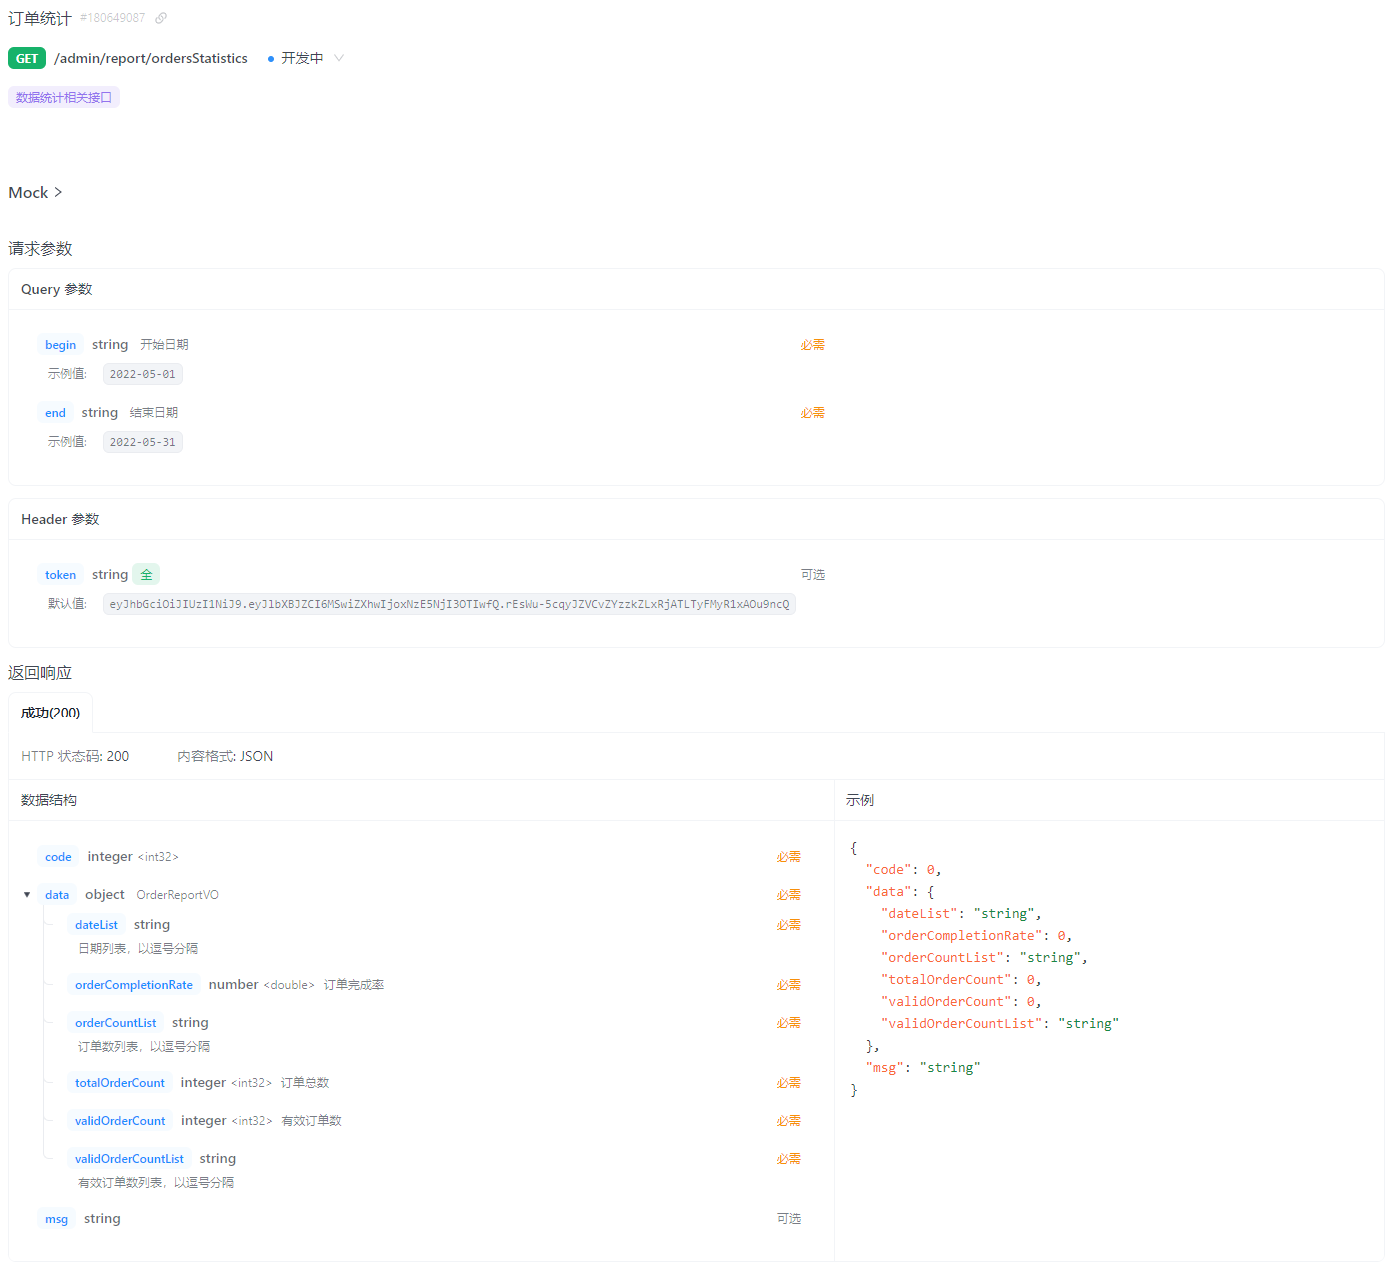 订单统计 #180649087
GET /admin/report/ordersStatistics 开发中
数据统计相关接口
Mock >
请求参数
Query 参数
begin string 开始日期 必需
示例值: 2022-05-01
end string 结束日期 必需
示例值: 2022-05-31
Header 参数
token string 全 可选
默认值: eyJhbGciOiJIUzI1NiJ9.eyJlbXBJZCI6MSwiZXhwIjoxNzE5NjI3OTIwfQ.rEsWu-5cqyJZVCvZYzzkZLxRjATLTyFMyR1xAOu9ncQ
返回响应
成功(200)
HTTP 状态码: 200 内容格式: JSON
数据结构
code integer <int32> 必需
data object OrderReportVO 必需
dateList string 必需
日期列表，以逗号分隔
orderCompletionRate number <double> 订单完成率 必需
orderCountList string 必需
订单数列表，以逗号分隔
totalOrderCount integer <int32> 订单总数 必需
validOrderCount integer <int32> 有效订单数 必需
validOrderCountList string 必需
有效订单数列表，以逗号分隔
msg string 可选
示例
{
"code": 0,
"data": {
"dateList": "string",
"orderCompletionRate": 0,
"orderCountList": "string",
"totalOrderCount": 0,
"validOrderCount": 0,
"validOrderCountList": "string"
},
"msg": "string"
}